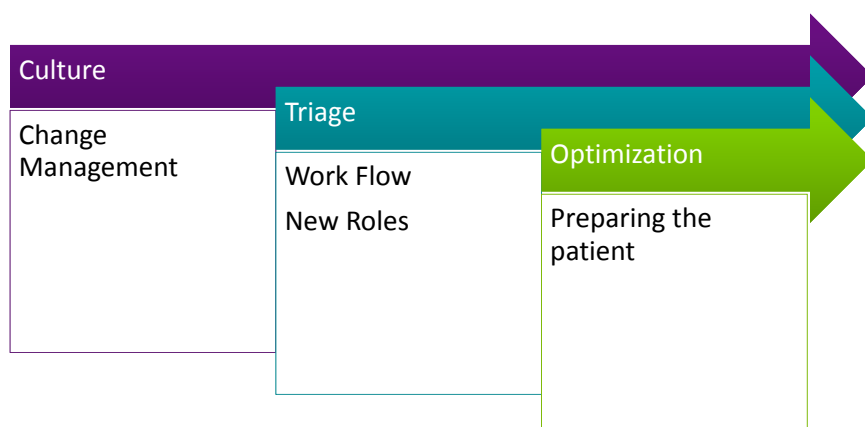 Culture
Change
Management
Triage
Work Flow
New Roles
Optimization
Preparing the
patient